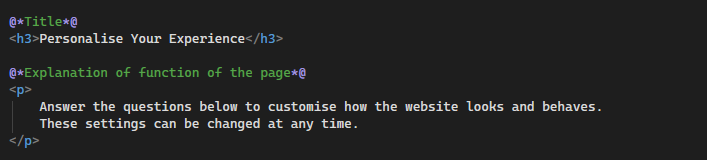 @*Title*@
<h3>Personalise Your Experience</h3>
@*Explanation of function of the page*@
<p>
Answer the questions below to customise how the website looks and behaves.
These settings can be changed at any time.
</p>